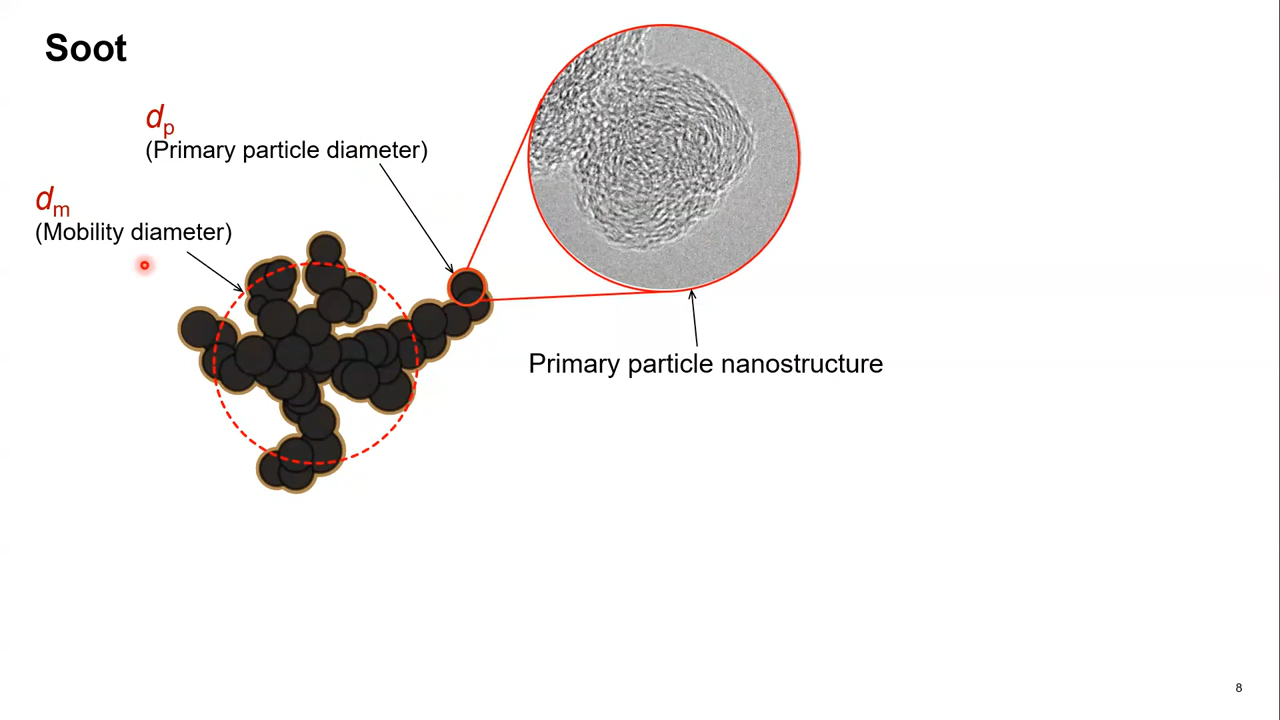 Soot
dp
(Primary particle diameter)
dm
(Mobility diameter)
Primary particle nanostructure
8